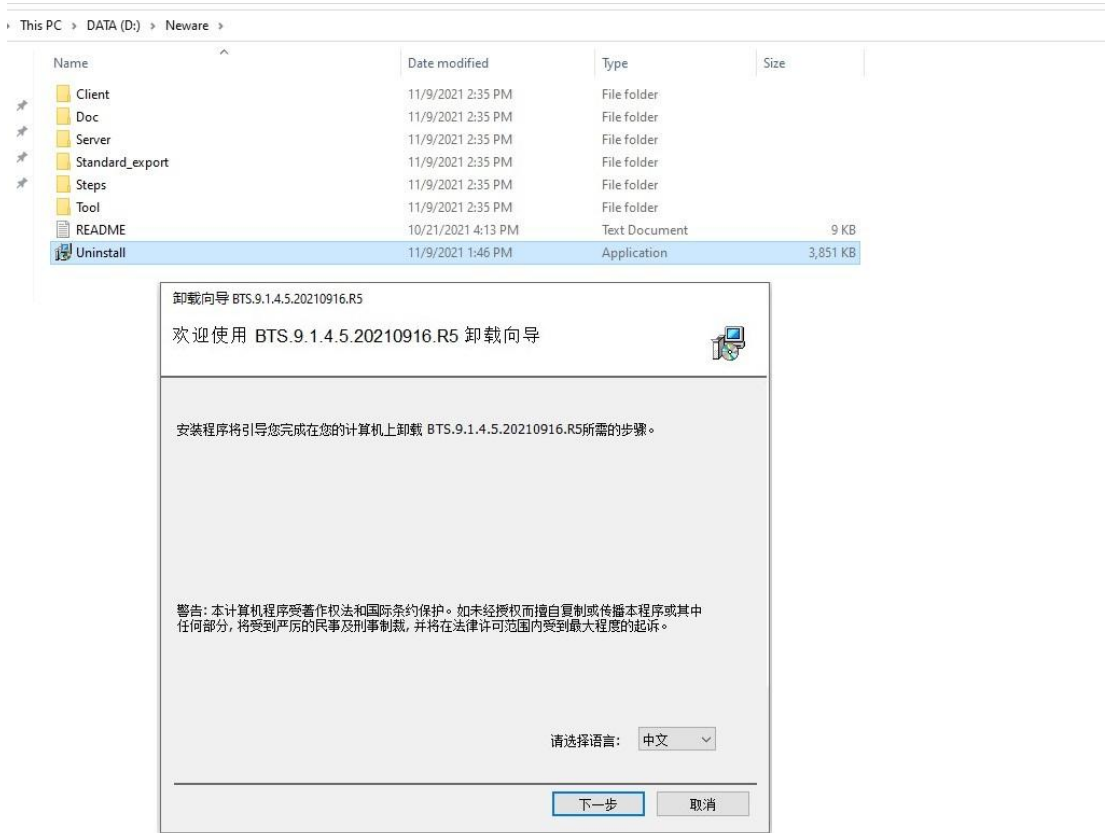 This PC > DATA (D:) > Neware >
Name Date modified Type Size
Client 11/9/2021 2:35 PM File folder
Doc 11/9/2021 2:35 PM File folder
Server 11/9/2021 2:35 PM File folder
Standard_export 11/9/2021 2:35 PM File folder
Steps 11/9/2021 2:35 PM File folder
Tool 11/9/2021 2:35 PM File folder
README 10/21/2021 4:13 PM Text Document 9 KB
Uninstall 11/9/2021 1:46 PM Application 3,851 KB
卸载向导 BTS.9.1.4.5.20210916.R5
欢迎使用 BTS.9.1.4.5.20210916.R5 卸载向导
安装程序将引导您完成在您的计算机上卸载 BTS.9.1.4.5.20210916.R5所需的步骤。
警告: 本计算机程序受著作权法和国际条约保护。如未经授权而擅自复制或传播本程序或其中
任何部分, 将受到严厉的民事及刑事制裁, 并将在法律许可范围内受到最大程度的起诉。
请选择语言: 中文
下一步 取消